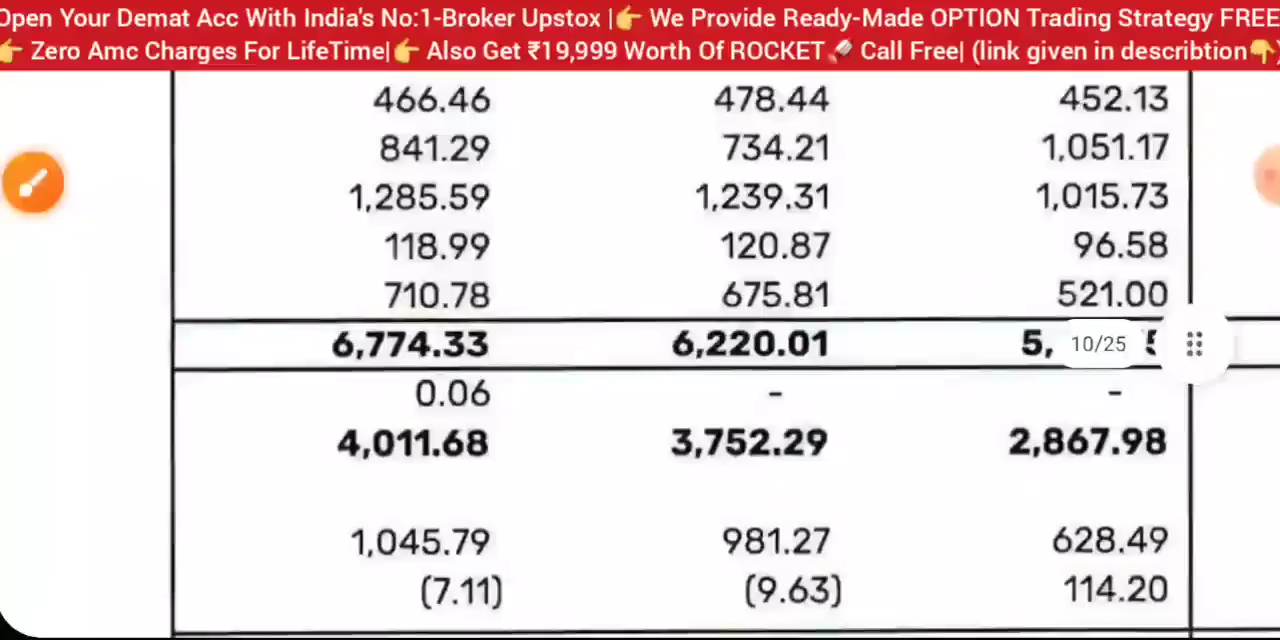 Open Your Demat Acc With India's No:1-Broker Upstox |👉 We Provide Ready-Made OPTION Trading Strategy FREE
👉 Zero Amc Charges For LifeTime|👉 Also Get ₹19,999 Worth Of ROCKET🚀 Call Free| (link given in describtion👇)
466.46 478.44 452.13
841.29 734.21 1,051.17
1,285.59 1,239.31 1,015.73
118.99 120.87 96.58
710.78 675.81 521.00
6,774.33 6,220.01 5, 10/25
0.06 - -
4,011.68 3,752.29 2,867.98
1,045.79 981.27 628.49
(7.11) (9.63) 114.20